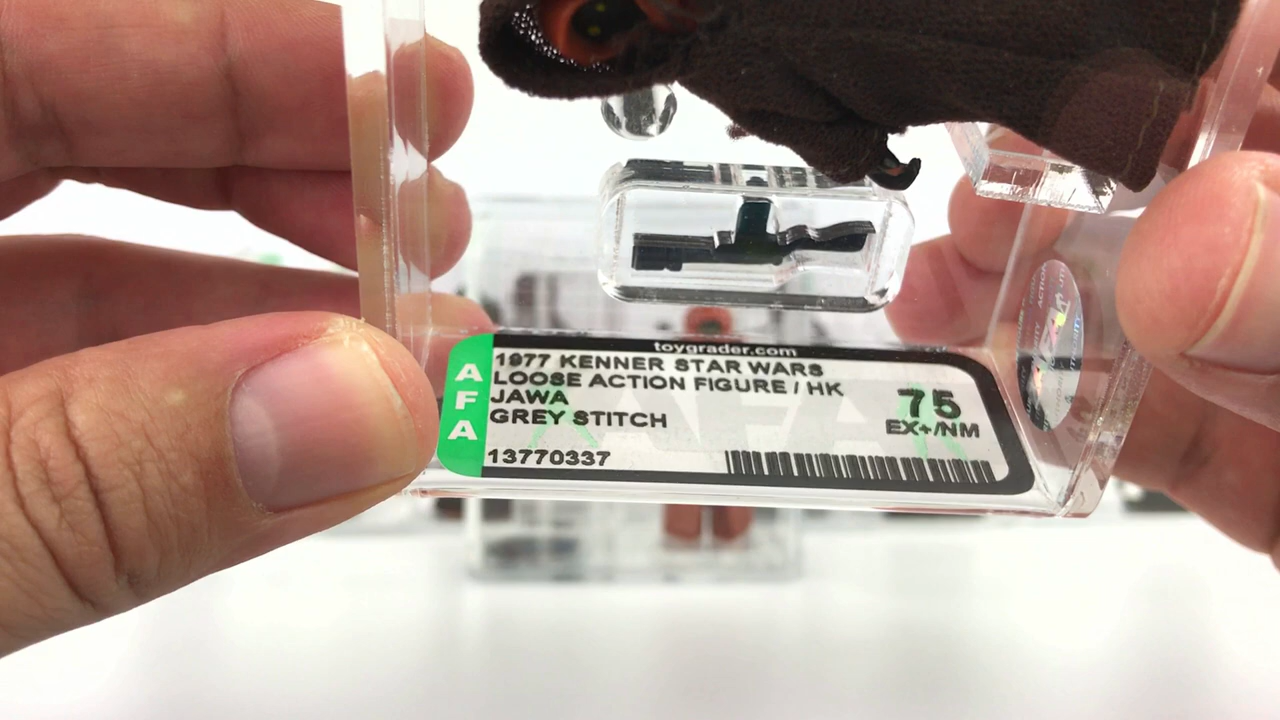 toygrader.com
AFA
1977 KENNER STAR WARS
LOOSE ACTION FIGURE / HK
JAWA
GREY STITCH
75
EX+/NM
13770337